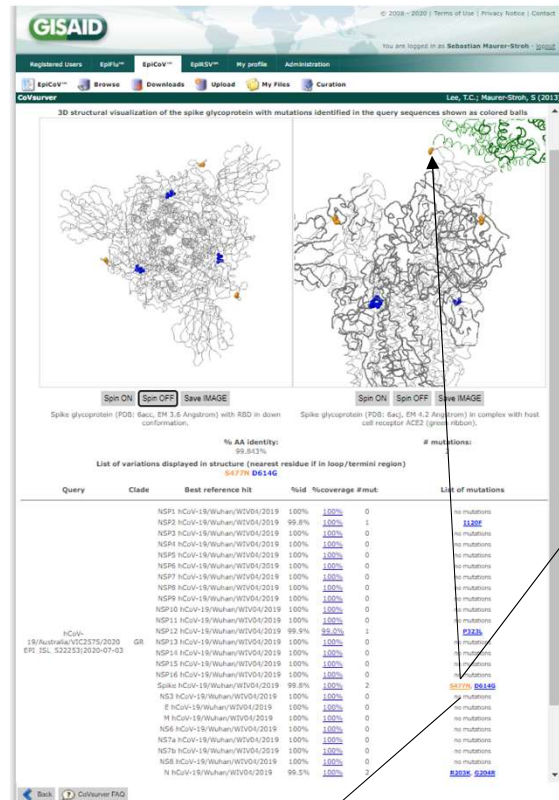 © 2008 - 2020 | Terms of Use | Privacy Notice | Contact
GISAID
You are logged in as Sebastian Maurer-Stroh - logout
Registered Users EpiFlu™ EpiCoV™ EpiRSV™ My profile Administration
EpiCoV™ Browse Downloads Upload My Files Curation
CoVsurver Lee, T.C.; Maurer-Stroh, S (2013
3D structural visualization of the spike glycoprotein with mutations identified in the query sequences shown as colored balls
Spin ON Spin OFF Save IMAGE Spin ON Spin OFF Save IMAGE
Spike glycoprotein (PDB: 6acc, EM 3.6 Angstrom) with RBD in down conformation.
Spike glycoprotein (PDB: 6acj, EM 4.2 Angstrom) in complex with host cell receptor ACE2 (green ribbon).
% AA identity: # mutations:
99.843%
List of variations displayed in structure (nearest residue if in loop/termini region)
S477N D614G
Query Clade Best reference hit %id %coverage #mut List of mutations
NSP1 hCoV-19/Wuhan/WIV04/2019 100% 100% 0 no mutations
NSP2 hCoV-19/Wuhan/WIV04/2019 99.8% 100% 1 I120F
NSP3 hCoV-19/Wuhan/WIV04/2019 100% 100% 0 no mutations
NSP4 hCoV-19/Wuhan/WIV04/2019 100% 100% 0 no mutations
NSP5 hCoV-19/Wuhan/WIV04/2019 100% 100% 0 no mutations
NSP6 hCoV-19/Wuhan/WIV04/2019 100% 100% 0 no mutations
NSP7 hCoV-19/Wuhan/WIV04/2019 100% 100% 0 no mutations
NSP8 hCoV-19/Wuhan/WIV04/2019 100% 100% 0 no mutations
NSP9 hCoV-19/Wuhan/WIV04/2019 100% 100% 0 no mutations
NSP10 hCoV-19/Wuhan/WIV04/2019 100% 100% 0 no mutations
NSP11 hCoV-19/Wuhan/WIV04/2019 100% 100% 0 no mutations
NSP12 hCoV-19/Wuhan/WIV04/2019 99.9% 99.0% 1 P323L
hCoV-19/Australia/VIC2575/2020 EPI_ISL_522253|2020-07-03 GR NSP13 hCoV-19/Wuhan/WIV04/2019 100% 100% 0 no mutations
NSP14 hCoV-19/Wuhan/WIV04/2019 100% 100% 0 no mutations
NSP15 hCoV-19/Wuhan/WIV04/2019 100% 100% 0 no mutations
NSP16 hCoV-19/Wuhan/WIV04/2019 100% 100% 0 no mutations
Spike hCoV-19/Wuhan/WIV04/2019 99.8% 100% 2 S477N, D614G
NS3 hCoV-19/Wuhan/WIV04/2019 100% 100% 0 no mutations
E hCoV-19/Wuhan/WIV04/2019 100% 100% 0 no mutations
M hCoV-19/Wuhan/WIV04/2019 100% 100% 0 no mutations
NS6 hCoV-19/Wuhan/WIV04/2019 100% 100% 0 no mutations
NS7a hCoV-19/Wuhan/WIV04/2019 100% 100% 0 no mutations
NS7b hCoV-19/Wuhan/WIV04/2019 100% 100% 0 no mutations
NS8 hCoV-19/Wuhan/WIV04/2019 100% 100% 0 no mutations
N hCoV-19/Wuhan/WIV04/2019 99.5% 100% 2 R203K, G204R
Back CoVsurver FAQ